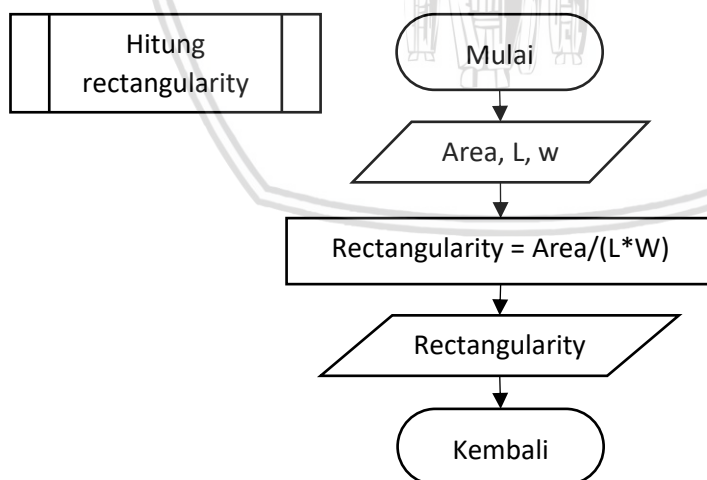 Hitung
rectangularity
Mulai
Area, L, w
Rectangularity = Area/(L*W)
Rectangularity
Kembali